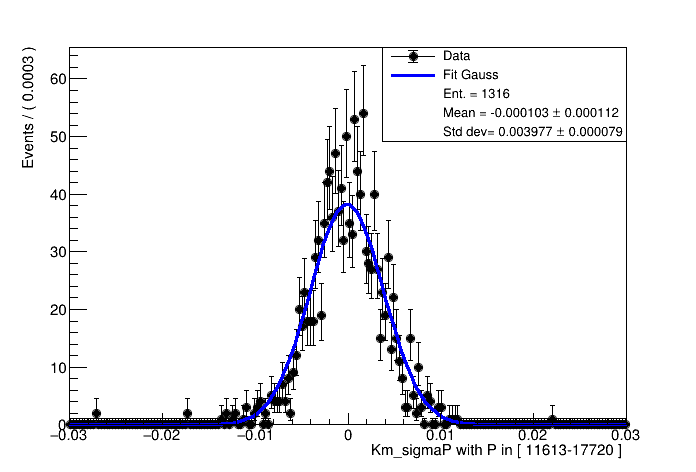 Events / ( 0.0003 )
Data
Fit Gauss
Ent. = 1316
Mean = -0.000103 ± 0.000112
Std dev= 0.003977 ± 0.000079
60
50
40
30
20
10
0
−0.03 −0.02 −0.01 0 0.01 0.02 0.03
Km_sigmaP with P in [ 11613-17720 ]